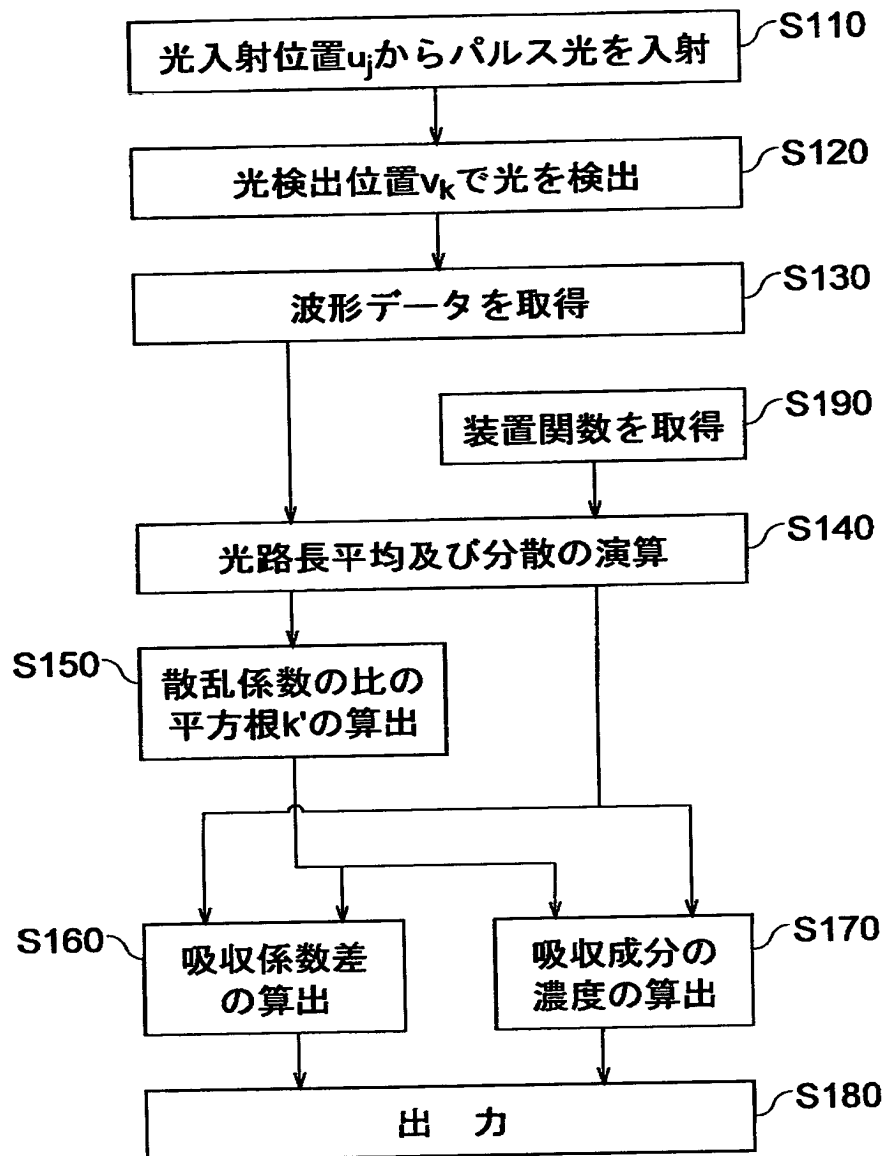 光入射位置ujからパルス光を入射
S110
光検出位置vkで光を検出
S120
波形データを取得
S130
装置関数を取得
S190
光路長平均及び分散の演算
S140
S150
散乱係数の比の
平方根k'の算出
S160
吸収係数差
の算出
吸収成分の
濃度の算出
S170
出 力
S180